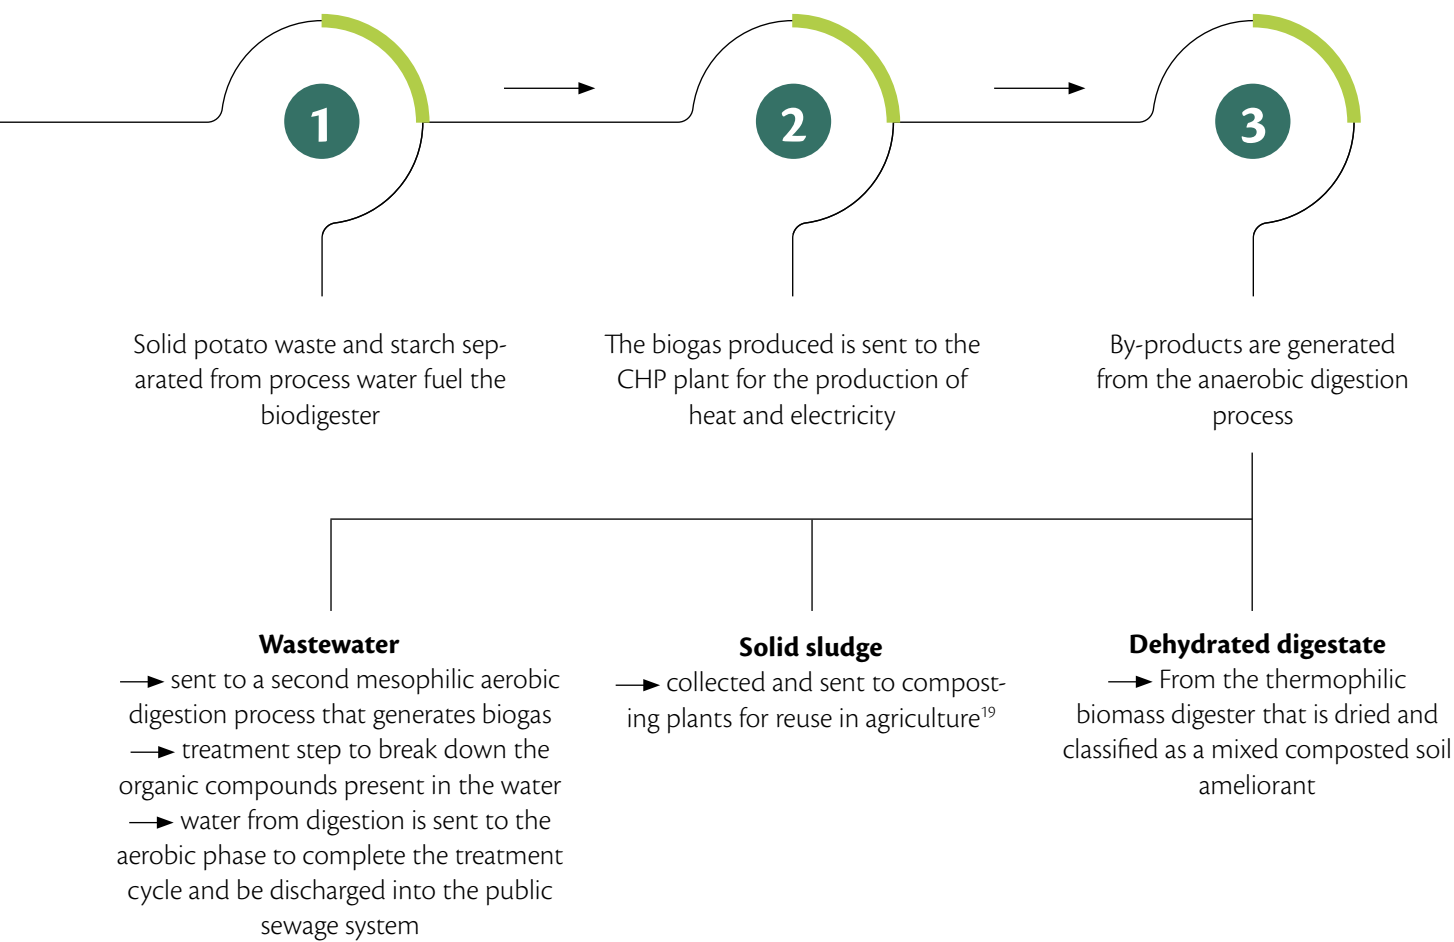 1
2
3
Solid potato waste and starch sep-
arated from process water fuel the
biodigester
The biogas produced is sent to the
CHP plant for the production of
heat and electricity
By-products are generated
from the anaerobic digestion
process
Wastewater
→ sent to a second mesophilic aerobic
digestion process that generates biogas
→ treatment step to break down the
organic compounds present in the water
→ water from digestion is sent to the
aerobic phase to complete the treatment
cycle and be discharged into the public
sewage system
Solid sludge
→ collected and sent to compost-
ing plants for reuse in agriculture¹⁹
Dehydrated digestate
→ From the thermophilic
biomass digester that is dried and
classified as a mixed composted soil
ameliorant